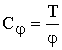 Cφ = T/φ